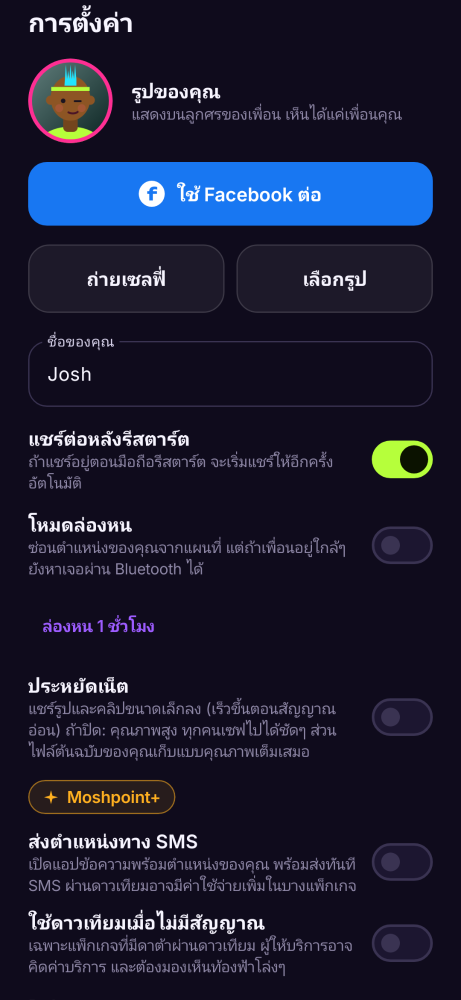 การตั้งค่า
รูปของคุณ
แสดงบนลูกศรของเพื่อน เห็นได้แค่เพื่อนคุณ
ใช้ Facebook ต่อ
ถ่ายเซลฟี่
เลือกรูป
ชื่อของคุณ
Josh
แชร์ต่อหลังรีสตาร์ต
ถ้าแชร์อยู่ตอนมือถือรีสตาร์ต จะเริ่มแชร์ให้อีกครั้ง
อัตโนมัติ
โหมดล่องหน
ซ่อนตำแหน่งของคุณจากแผนที่ แต่ถ้าเพื่อนอยู่ใกล้ๆ
ยังหาเจอผ่าน Bluetooth ได้
ล่องหน 1 ชั่วโมง
ประหยัดเน็ต
แชร์รูปและคลิปขนาดเล็กลง (เร็วขึ้นตอนสัญญาณ
อ่อน) ถ้าปิด: คุณภาพสูง ทุกคนเซฟไปได้ชัดๆ ส่วน
ไฟล์ต้นฉบับของคุณเก็บแบบคุณภาพเต็มเสมอ
Moshpoint+
ส่งตำแหน่งทาง SMS
เปิดแอปข้อความพร้อมตำแหน่งของคุณ พร้อมส่งทันที
SMS ผ่านดาวเทียมอาจมีค่าใช้จ่ายเพิ่มในบางแพ็กเกจ
ใช้ดาวเทียมเมื่อไม่มีสัญญาณ
เฉพาะแพ็กเกจที่มีดาต้าผ่านดาวเทียม ผู้ให้บริการอาจ
คิดค่าบริการ และต้องมองเห็นท้องฟ้าโล่งๆ